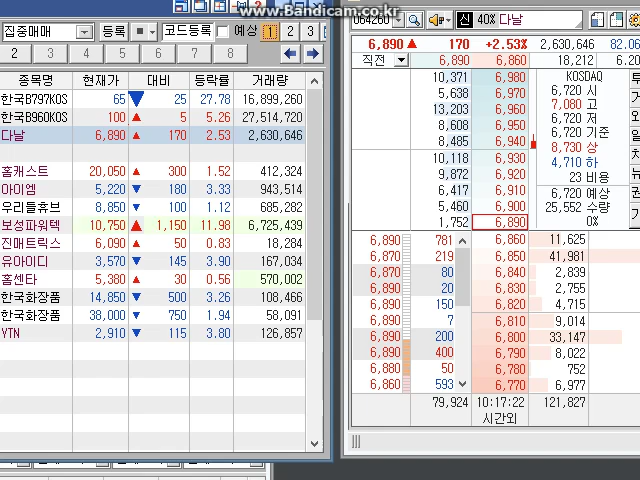 www.Bandicam.co.kr
집중매매 등록 코드등록 예상 1 2 3
2 3 4 5 6 7 8
종목명 현재가 대비 등락률 거래량
한국B797KOS 65 ▼ 25 27.78 16,899,260
한국B960KOS 100 ▲ 5 5.26 27,514,720
다날 6,890 ▲ 170 2.53 2,630,646
홈캐스트 20,050 ▲ 300 1.52 412,324
아이엠 5,220 ▼ 180 3.33 943,514
우리들휴브 8,850 ▼ 100 1.12 685,282
보성파워텍 10,750 ▲ 1,150 11.98 6,725,439
진매트릭스 6,090 ▲ 50 0.83 18,284
유아이디 3,570 ▼ 145 3.90 167,034
홈센타 5,380 ▲ 30 0.56 570,002
한국화장품 14,850 ▼ 500 3.26 108,466
한국화장품 38,000 ▼ 750 1.94 58,091
YTN 2,910 ▼ 115 3.80 126,857
064260 신 40% 다날
6,890 ▲ 170 +2.53% 2,630,646 82.06
직전 6,890 6,860 18,212 6.20
10,371 6,980 KOSDAQ
5,638 6,970 6,720 시
13,203 6,960 7,080 고
8,608 6,950 6,720 저
8,485 6,940 6,720 기준
8,730 상
10,118 6,930 4,710 하
9,872 6,920 23 비용
6,417 6,910 6,720 예상
5,460 6,900 25,552 수량
1,752 6,890 0%
6,890 781 6,860 11,625
6,870 219 6,850 41,981
6,870 80 6,840 2,839
6,890 20 6,830 2,755
6,890 150 6,820 4,715
6,890 7 6,810 9,014
6,890 200 6,800 33,147
6,890 400 6,790 8,022
6,880 50 6,780 752
6,860 593 6,770 6,977
79,924 10:17:22 121,827
시간외